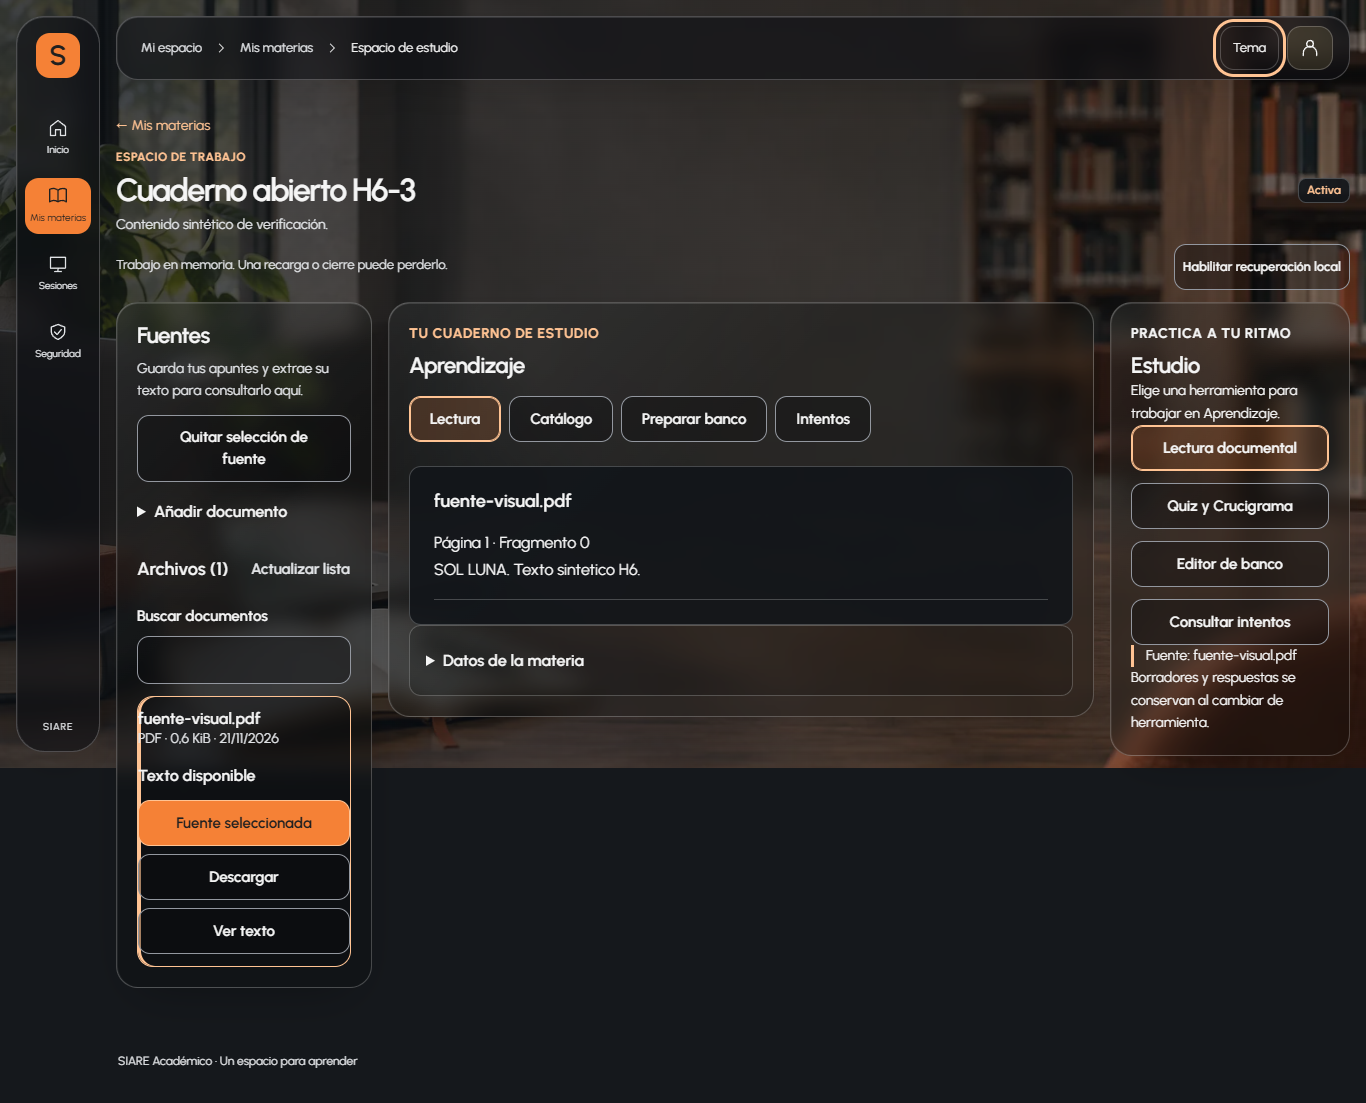 S
Inicio
Mis materias
Sesiones
Seguridad
SIARE
Mi espacio > Mis materias > Espacio de estudio
Tema
← Mis materias
ESPACIO DE TRABAJO
Cuaderno abierto H6-3
Activa
Contenido sintético de verificación.
Trabajo en memoria. Una recarga o cierre puede perderlo.
Habilitar recuperación local
Fuentes
Guarda tus apuntes y extrae su
texto para consultarlo aquí.
Quitar selección de
fuente
Añadir documento
Archivos (1)
Actualizar lista
Buscar documentos
fuente-visual.pdf
PDF · 0,6 KiB · 21/11/2026
Texto disponible
Fuente seleccionada
Descargar
Ver texto
TU CUADERNO DE ESTUDIO
Aprendizaje
Lectura
Catálogo
Preparar banco
Intentos
fuente-visual.pdf
Página 1 · Fragmento 0
SOL LUNA. Texto sintetico H6.
Datos de la materia
PRACTICA A TU RITMO
Estudio
Elige una herramienta para
trabajar en Aprendizaje.
Lectura documental
Quiz y Crucigrama
Editor de banco
Consultar intentos
Fuente: fuente-visual.pdf
Borradores y respuestas se
conservan al cambiar de
herramienta.
SIARE Académico · Un espacio para aprender